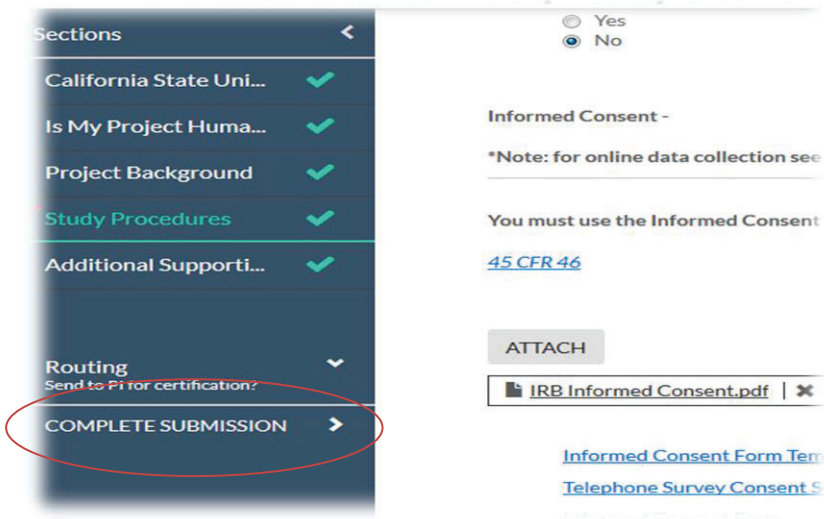 Sections
California State Uni...
Is My Project Huma...
Project Background
Study Procedures
Additional Supporti...
Routing
Send to PI for certification?
COMPLETE SUBMISSION
Yes
No
Informed Consent -
*Note: for online data collection see
You must use the Informed Consent
45 CFR 46
ATTACH
IRB Informed Consent.pdf
Informed Consent Form Tem
Telephone Survey Consent S